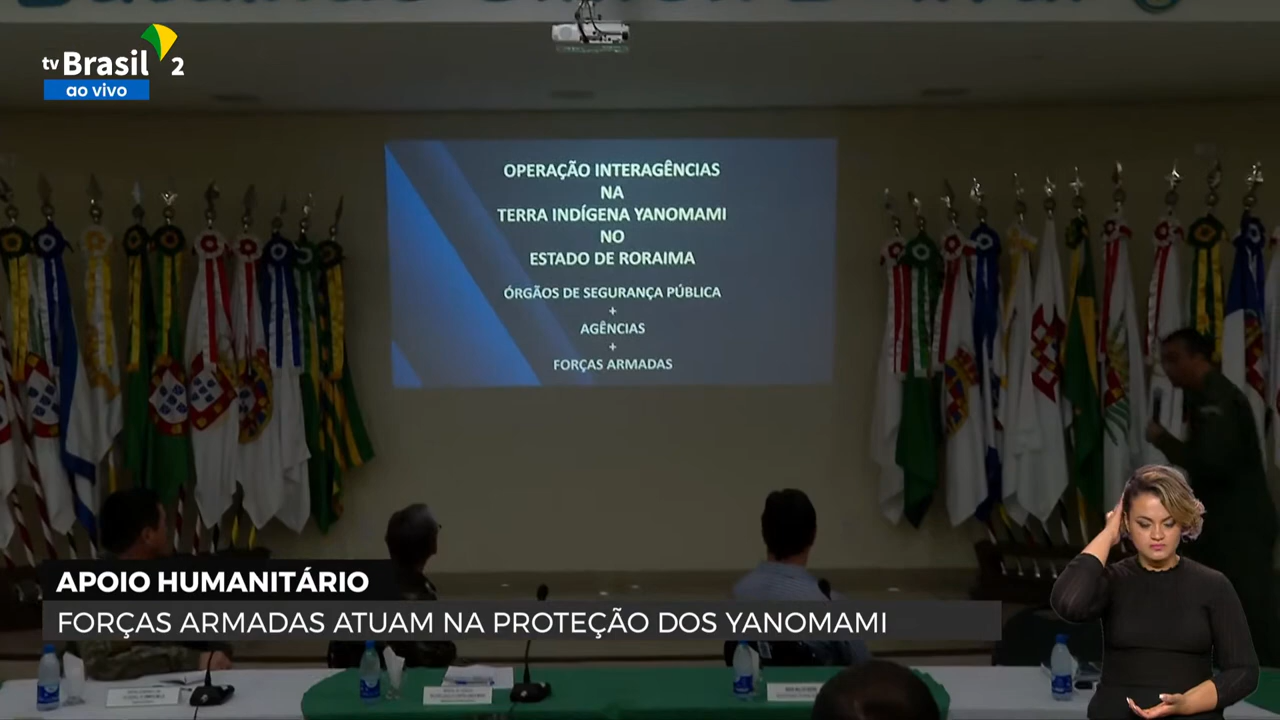 tv Brasil 2
ao vivo
OPERAÇÃO INTERAGÊNCIAS
NA
TERRA INDÍGENA YANOMAMI
NO
ESTADO DE RORAIMA
ÓRGÃOS DE SEGURANÇA PÚBLICA
+
AGÊNCIAS
+
FORÇAS ARMADAS
APOIO HUMANITÁRIO
FORÇAS ARMADAS ATUAM NA PROTEÇÃO DOS YANOMAMI